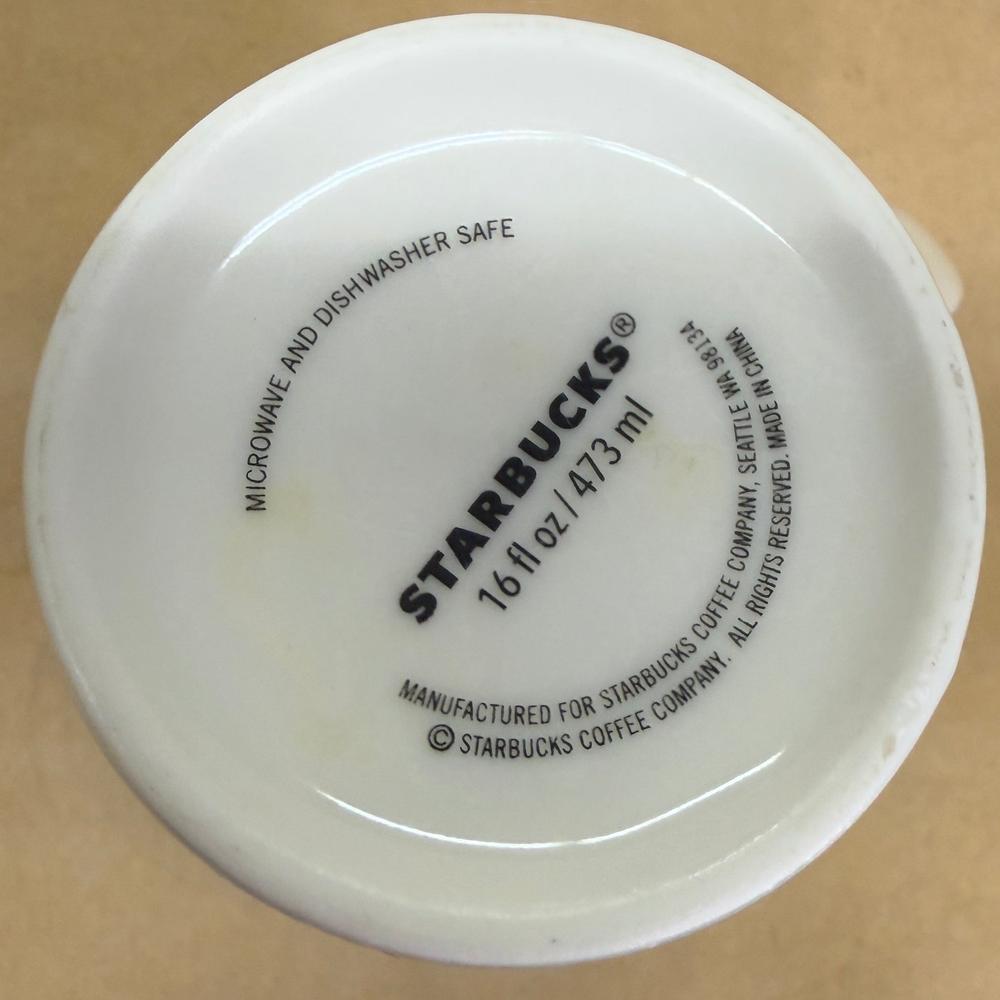 MICROWAVE AND DISHWASHER SAFE
STARBUCKS®
16 fl oz / 473 ml
MANUFACTURED FOR STARBUCKS COFFEE COMPANY, SEATTLE WA 98134
© STARBUCKS COFFEE COMPANY. ALL RIGHTS RESERVED. MADE IN CHINA